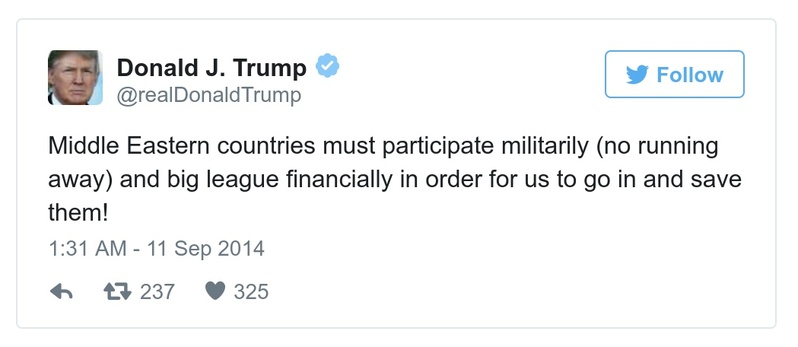 Donald J. Trump
@realDonaldTrump
Follow
Middle Eastern countries must participate militarily (no running
away) and big league financially in order for us to go in and save
them!
1:31 AM - 11 Sep 2014
237 325